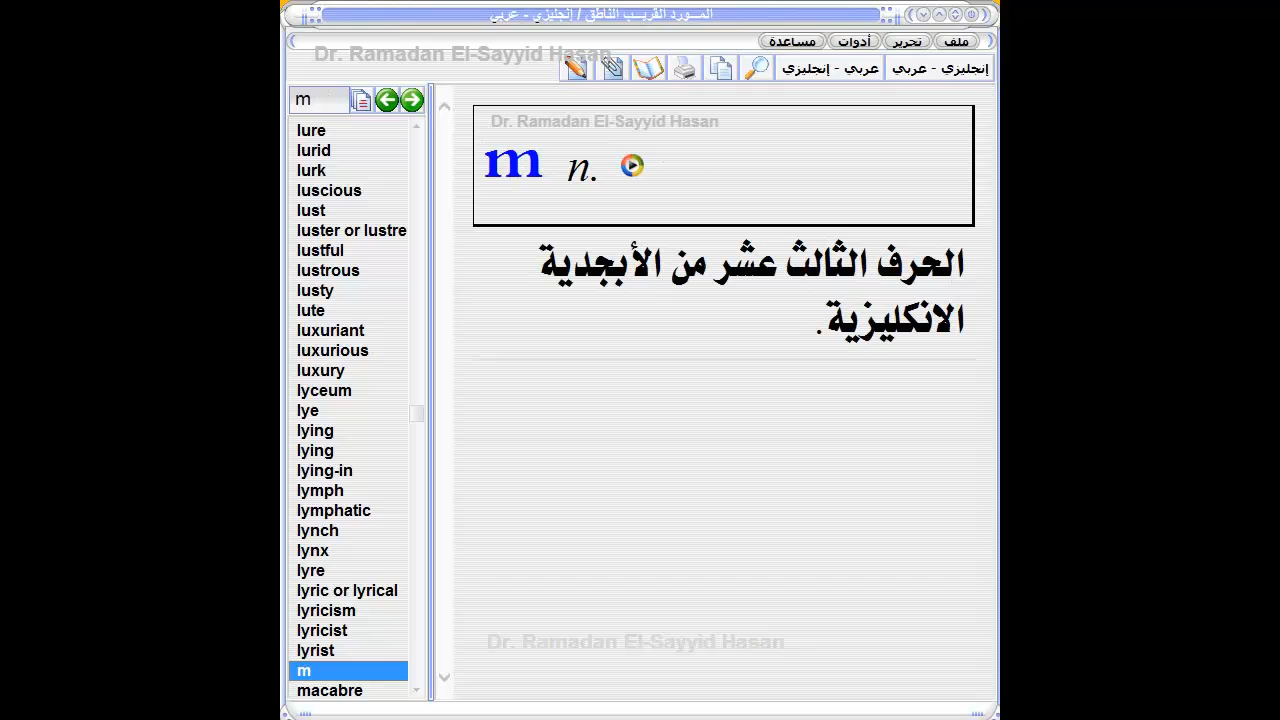 المـــورد القريـــب الناطق / إنجليزي - عربي
ملف تحرير أدوات مساعدة
Dr. Ramadan El-Sayyid Hasan
إنجليزي - عربي عربي - إنجليزي
m
lure
lurid
lurk
luscious
lust
luster or lustre
lustful
lustrous
lusty
lute
luxuriant
luxurious
luxury
lyceum
lye
lying
lying
lying-in
lymph
lymphatic
lynch
lynx
lyre
lyric or lyrical
lyricism
lyricist
lyrist
m
macabre
Dr. Ramadan El-Sayyid Hasan
m n.
الحرف الثالث عشر من الأبجدية
الانكليزية.
Dr. Ramadan El-Sayyid Hasan